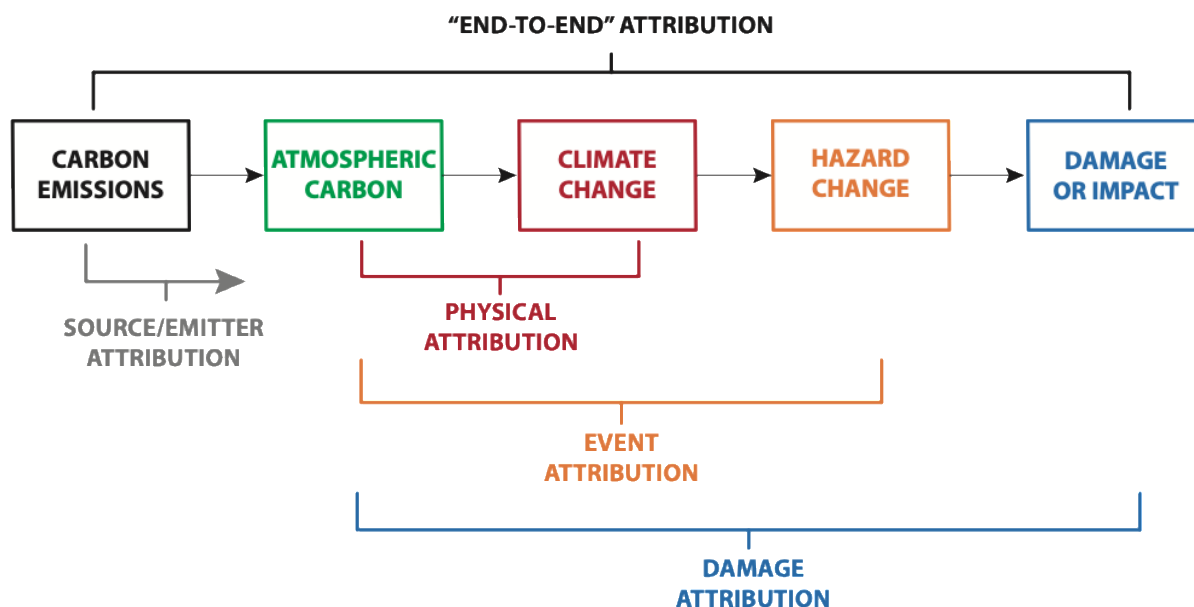 “END-TO-END” ATTRIBUTION
CARBON
EMISSIONS
ATMOSPHERIC
CARBON
CLIMATE
CHANGE
HAZARD
CHANGE
DAMAGE
OR IMPACT
SOURCE/EMITTER
ATTRIBUTION
PHYSICAL
ATTRIBUTION
EVENT
ATTRIBUTION
DAMAGE
ATTRIBUTION